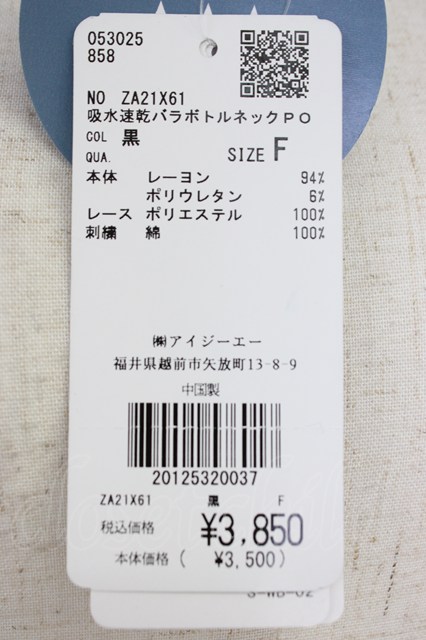 053025
858
NO ZA21X61
吸水速乾バラボトルネックPO
COL 黒
QUA. SIZE F
本体 レーヨン 94%
ポリウレタン 6%
レース ポリエステル 100%
刺繍 綿 100%
㈱アイジーエー
福井県越前市矢放町13-8-9
中国製
20125320037
ZA21X61 黒 F
税込価格 ¥3,850
本体価格( ¥3,500)